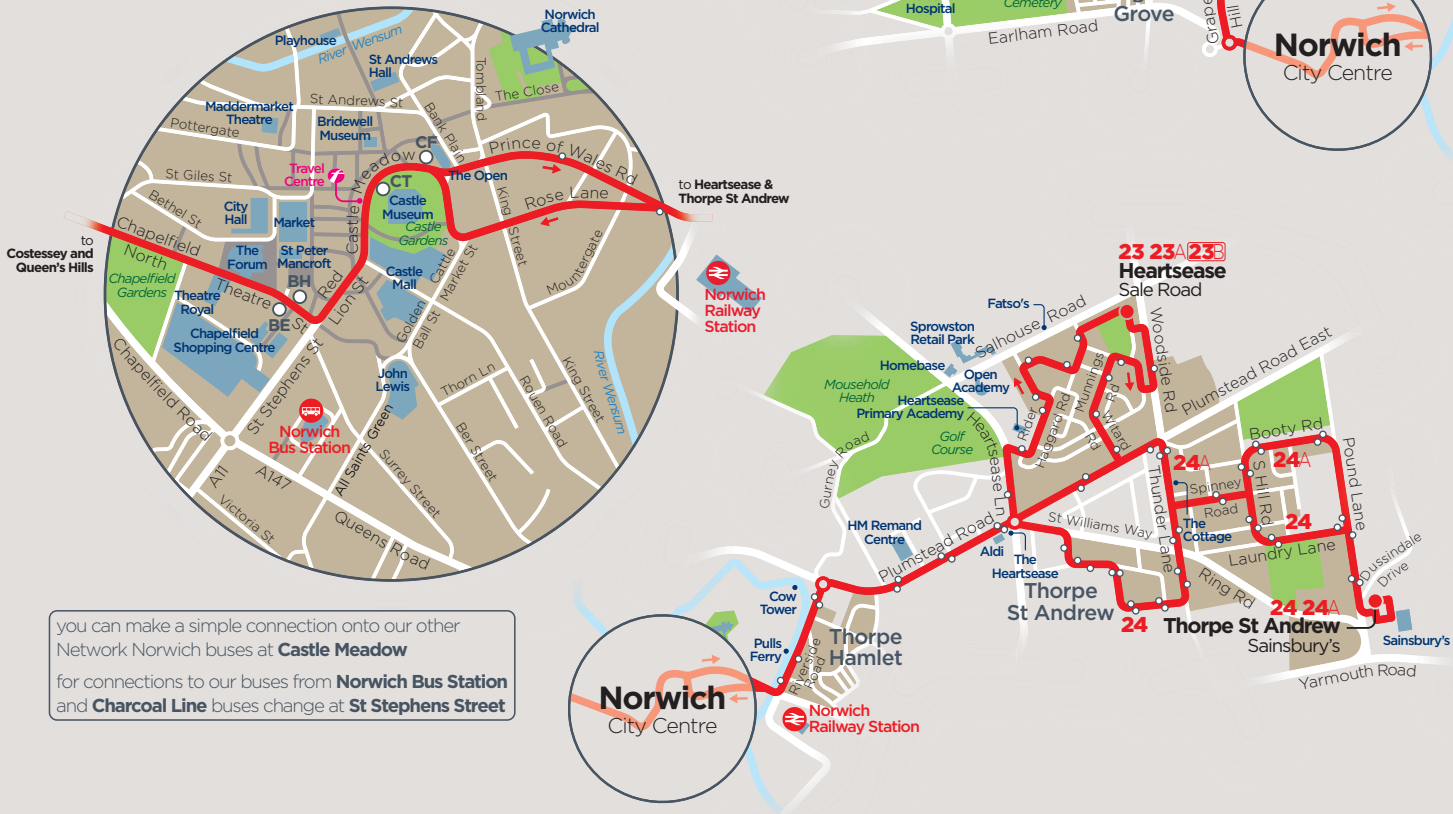 Hospital
Cemetery
Grove
Earlham Road
Grapes
Hill
Norwich
City Centre
Norwich
Cathedral
Playhouse
River Wensum
St Andrews
Hall
Tombland
The Close
Maddermarket
Theatre
St Andrews St
Bridewell
Museum
Bank Plain
Pottergate
CF
Prince of Wales Rd
Travel
Centre
St Giles St
CT
The Open
Castle Meadow
Castle
Museum
Rose Lane
to Heartsease &
Thorpe St Andrew
Bethel St
City
Hall
Market
Castle
Gardens
King Street
to
Costessey and
Queen's Hills
Chapelfield
North
The
Forum
St Peter
Mancroft
Cattle
Market St
Mountergate
Chapelfield
Gardens
BH
Red
Lion St
Castle
Mall
Norwich
Railway
Station
Theatre
Royal
Theatre St
BE
Golden
Ball St
Chapelfield
Shopping Centre
Chapelfield Road
St Stephens St
John
Lewis
Thorn Ln
Rouen Road
King Street
River Wensum
Norwich
Bus Station
All Saints Green
Ber Street
Surrey Street
A11
A147
Victoria St
Queens Road
23 23A 23B
Heartsease
Sale Road
Fatso's
Salhouse Road
Sprowston
Retail Park
Woodside Rd
Plumstead Road East
Homebase
Open
Academy
Mousehold
Heath
Munnings
Rd
Heartsease
Primary Academy
Rider
Haggard Rd
Witard
Rd
Golf
Course
Heartsease Ln
Gurney Road
Booty Rd
24A
24A
Pound Lane
Spinney
Road
S Hill Rd
Thunder Lane
HM Remand
Centre
Plumstead Road
St Williams Way
The
Cottage
24
Aldi
The
Heartsease
Laundry Lane
Dussindale
Drive
Thorpe
St Andrew
Ring Rd
Cow
Tower
24
24 24A
Thorpe St Andrew
Sainsbury's
Sainsbury's
Pulls
Ferry
Riverside
Road
Thorpe
Hamlet
Yarmouth Road
Norwich
City Centre
Norwich
Railway Station
you can make a simple connection onto our other
Network Norwich buses at Castle Meadow
for connections to our buses from Norwich Bus Station
and Charcoal Line buses change at St Stephens Street